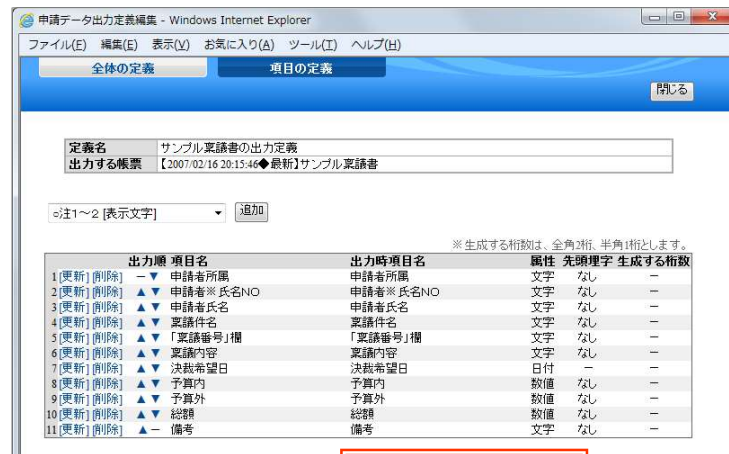 申請データ出力定義編集 - Windows Internet Explorer
ファイル(F) 編集(E) 表示(V) お気に入り(A) ツール(T) ヘルプ(H)
全体の定義 項目の定義
閉じる
定義名 サンプル稟議書の出力定義
出力する帳票 【2007/02/16 20:15:46◆最新】サンプル稟議書
○注1～2 [表示文字] ▼ 追加
※生成する桁数は、全角2桁、半角1桁とします。
出力順 項目名 出力時項目名 属性 先頭埋字 生成する桁数
1 [更新] [削除] － ▼ 申請者所属 申請者所属 文字 なし －
2 [更新] [削除] ▲ ▼ 申請者※氏名NO 申請者※氏名NO 文字 なし －
3 [更新] [削除] ▲ ▼ 申請者氏名 申請者氏名 文字 なし －
4 [更新] [削除] ▲ ▼ 稟議件名 稟議件名 文字 なし －
5 [更新] [削除] ▲ ▼ 「稟議番号」欄 「稟議番号」欄 文字 なし －
6 [更新] [削除] ▲ ▼ 稟議内容 稟議内容 文字 なし －
7 [更新] [削除] ▲ ▼ 決裁希望日 決裁希望日 日付 － －
8 [更新] [削除] ▲ ▼ 予算内 予算内 数値 なし －
9 [更新] [削除] ▲ ▼ 予算外 予算外 数値 なし －
10 [更新] [削除] ▲ ▼ 総額 総額 数値 なし －
11 [更新] [削除] ▲ － 備考 備考 文字 なし －